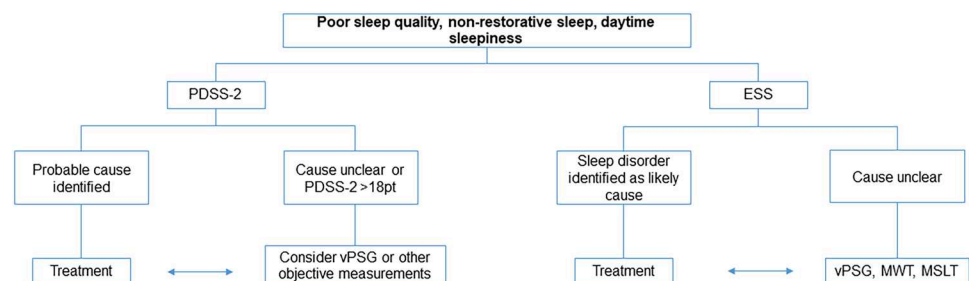 Poor sleep quality, non-restorative sleep, daytime
sleepiness
PDSS-2
ESS
Probable cause
identified
Cause unclear or
PDSS-2 >18pt
Sleep disorder
identified as likely
cause
Cause unclear
Treatment
Consider vPSG or other
objective measurements
Treatment
vPSG, MWT, MSLT